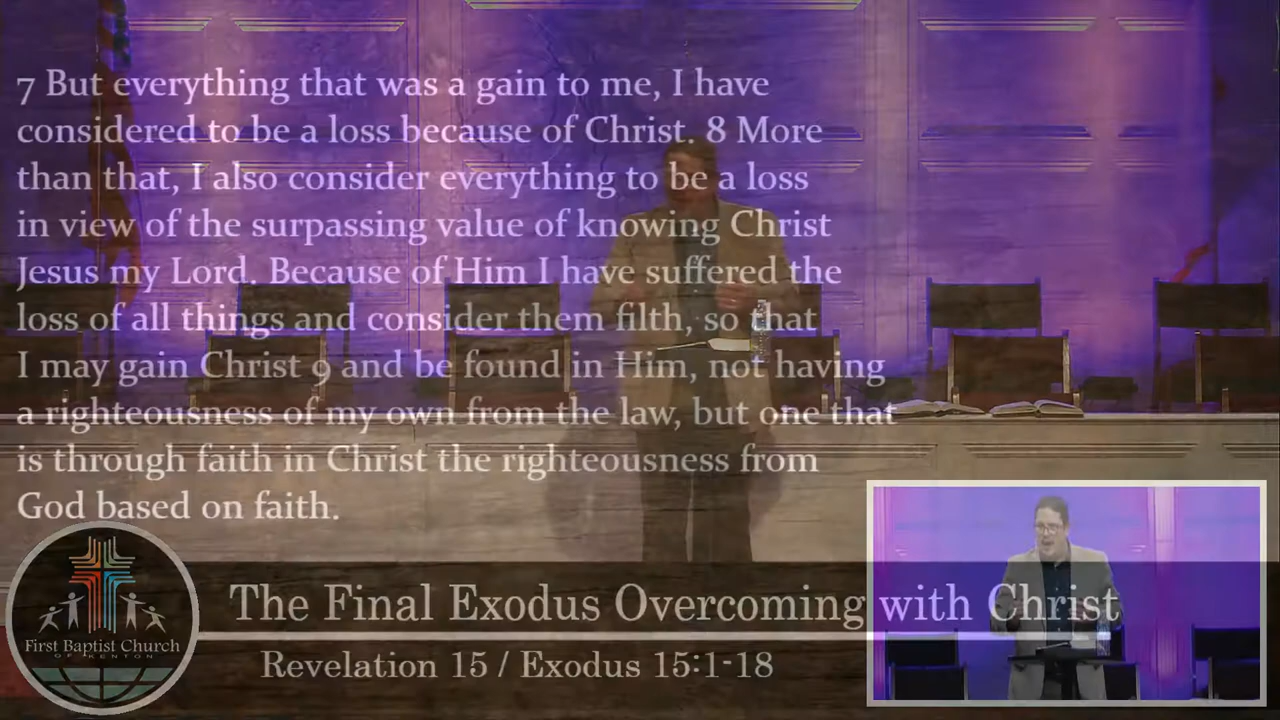 7 But everything that was a gain to me, I have
considered to be a loss because of Christ. 8 More
than that, I also consider everything to be a loss
in view of the surpassing value of knowing Christ
Jesus my Lord. Because of Him I have suffered the
loss of all things and consider them filth, so that
I may gain Christ 9 and be found in Him, not having
a righteousness of my own from the law, but one that
is through faith in Christ the righteousness from
God based on faith.
First Baptist Church
OF KENTON
The Final Exodus Overcoming with Christ
Revelation 15 / Exodus 15:1-18